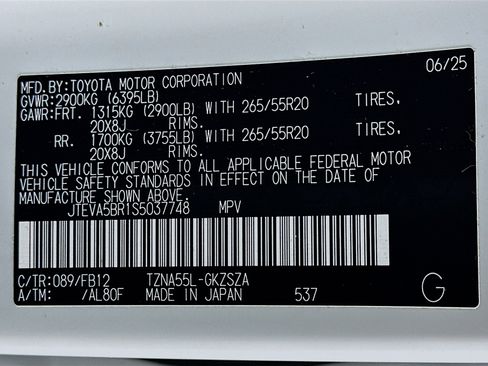 MFD.BY:TOYOTA MOTOR CORPORATION 06/25
GVWR:2900KG (6395LB)
GAWR:FRT. 1315KG (2900LB) WITH 265/55R20 TIRES.
20X8J RIMS.
RR. 1700KG (3755LB) WITH 265/55R20 TIRES.
20X8J RIMS.
THIS VEHICLE CONFORMS TO ALL APPLICABLE FEDERAL MOTOR
VEHICLE SAFETY STANDARDS IN EFFECT ON THE DATE OF
MANUFACTURE SHOWN ABOVE.
JTEVA5BR1S5037748 MPV
C/TR:089/FB12 TZNA55L-GKZSZA
A/TM: /AL80F MADE IN JAPAN 537 G